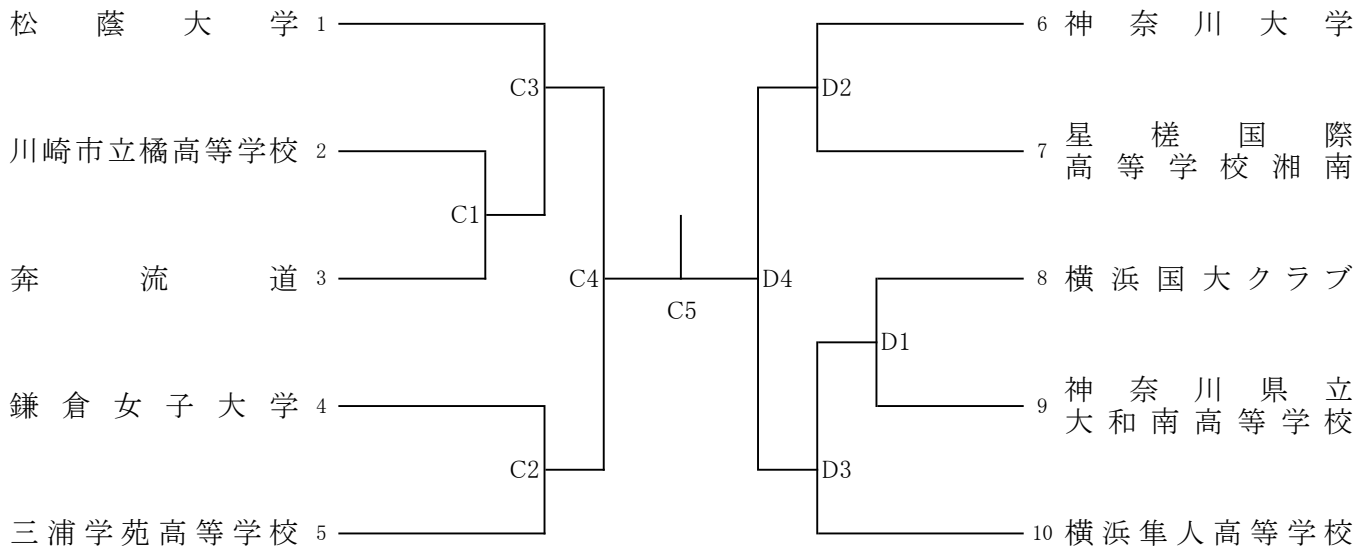 松蔭大学 1
C3
川崎市立橘高等学校 2
C1
奔流道 3
C4
鎌倉女子大学 4
C2
三浦学苑高等学校 5
C5
6 神奈川大学
D2
7 星槎国際
高等学校湘南
D4
8 横浜国大クラブ
D1
9 神奈川県立
大和南高等学校
D3
10 横浜隼人高等学校